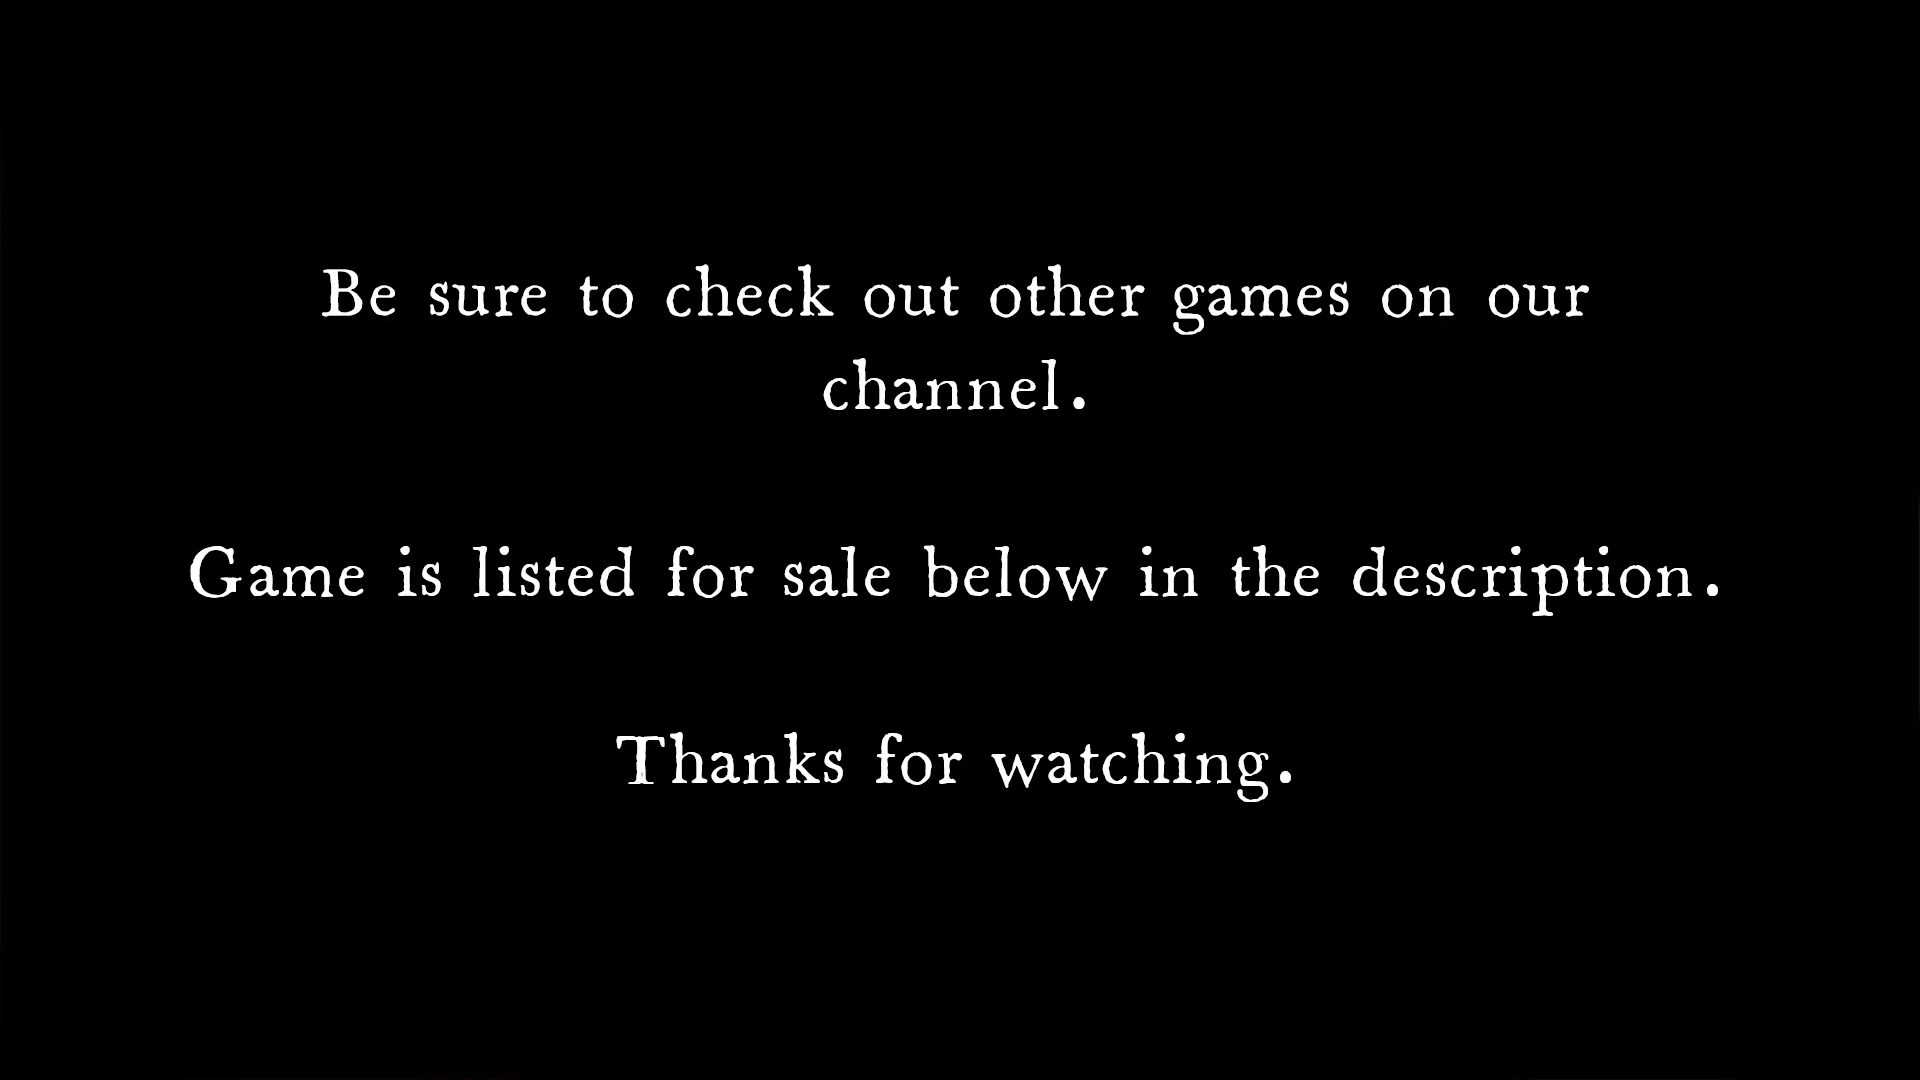 Be sure to check out other games on our
channel.
Game is listed for sale below in the description.
Thanks for watching.